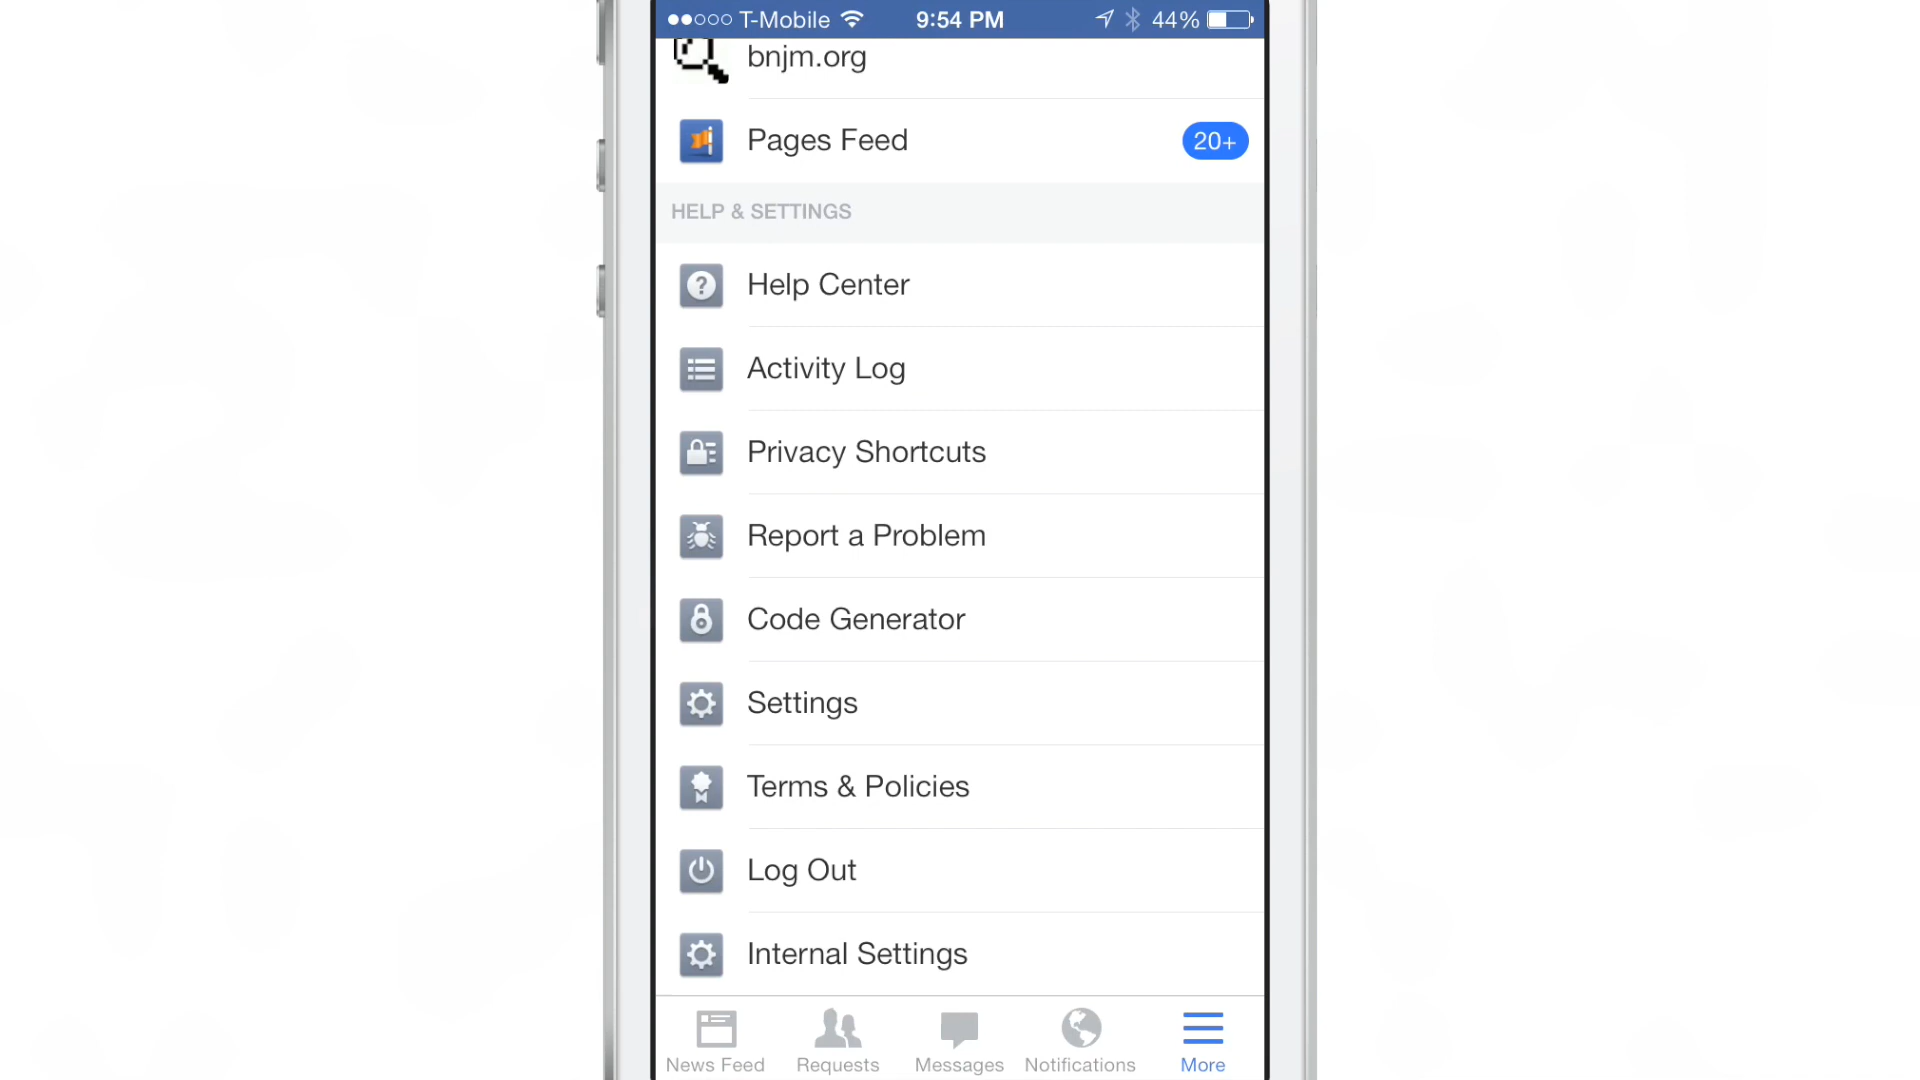 T-Mobile 9:54 PM 44%
bnjm.org
Pages Feed 20+
HELP & SETTINGS
Help Center
Activity Log
Privacy Shortcuts
Report a Problem
Code Generator
Settings
Terms & Policies
Log Out
Internal Settings
News Feed Requests Messages Notifications More